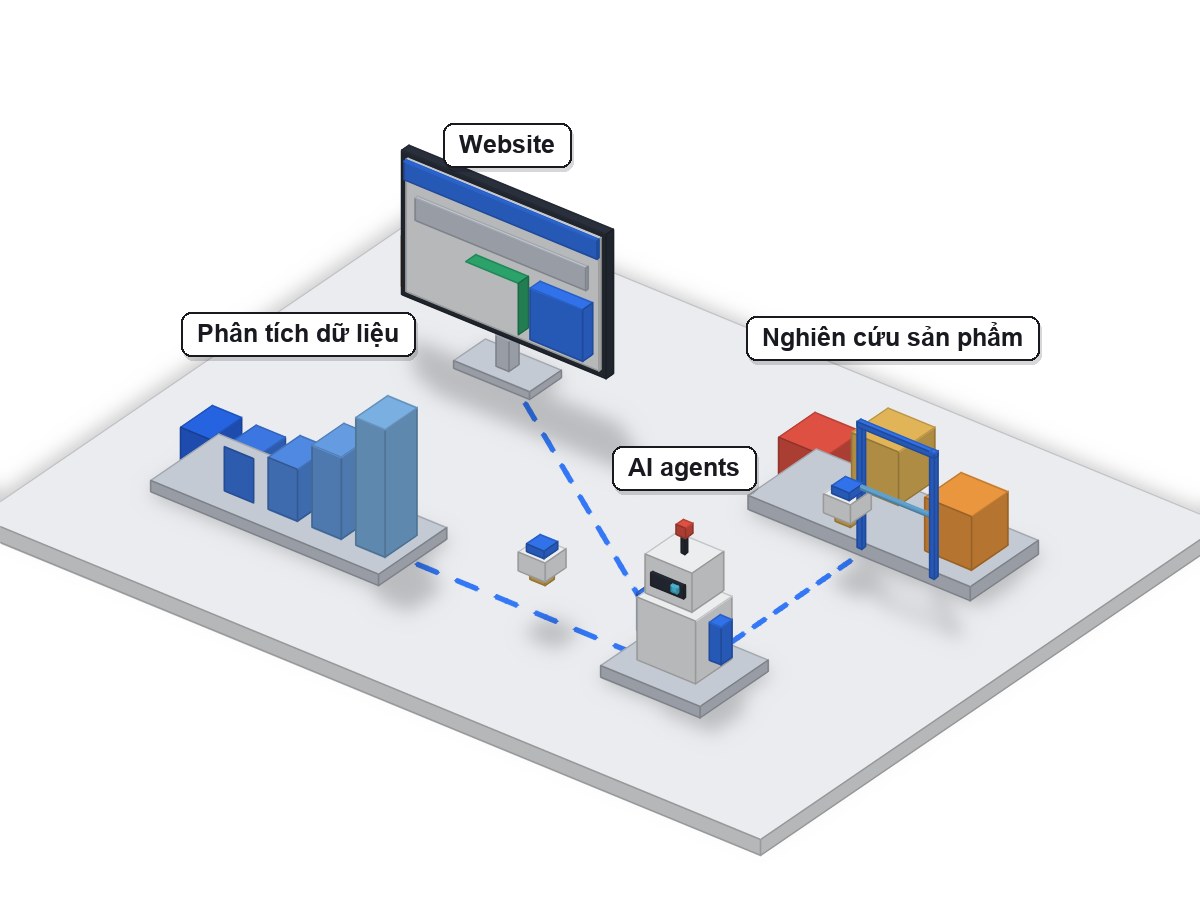 Website
Phân tích dữ liệu
Nghiên cứu sản phẩm
AI agents